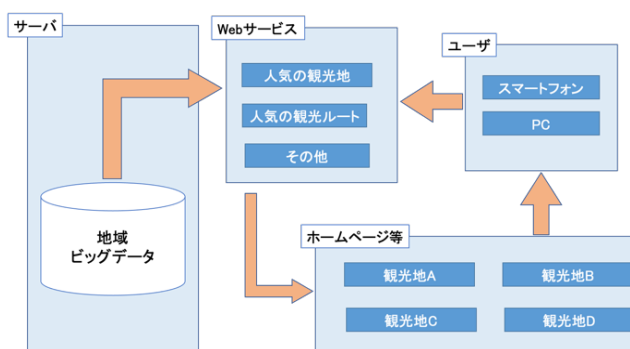 サーバ
地域
ビッグデータ
Webサービス
人気の観光地
人気の観光ルート
その他
ユーザ
スマートフォン
PC
ホームページ等
観光地A
観光地B
観光地C
観光地D